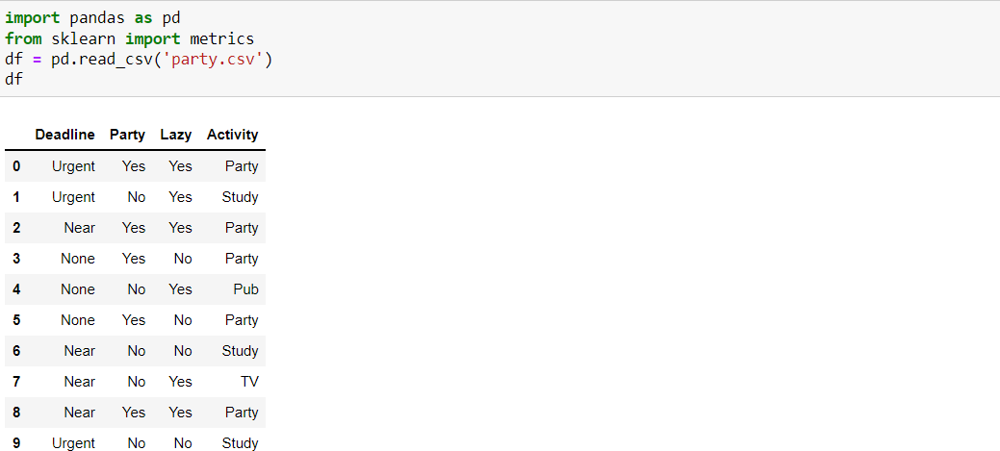 import pandas as pd
from sklearn import metrics
df = pd.read_csv('party.csv')
df
Deadline Party Lazy Activity
0 Urgent Yes Yes Party
1 Urgent No Yes Study
2 Near Yes Yes Party
3 None Yes No Party
4 None No Yes Pub
5 None Yes No Party
6 Near No No Study
7 Near No Yes TV
8 Near Yes Yes Party
9 Urgent No No Study